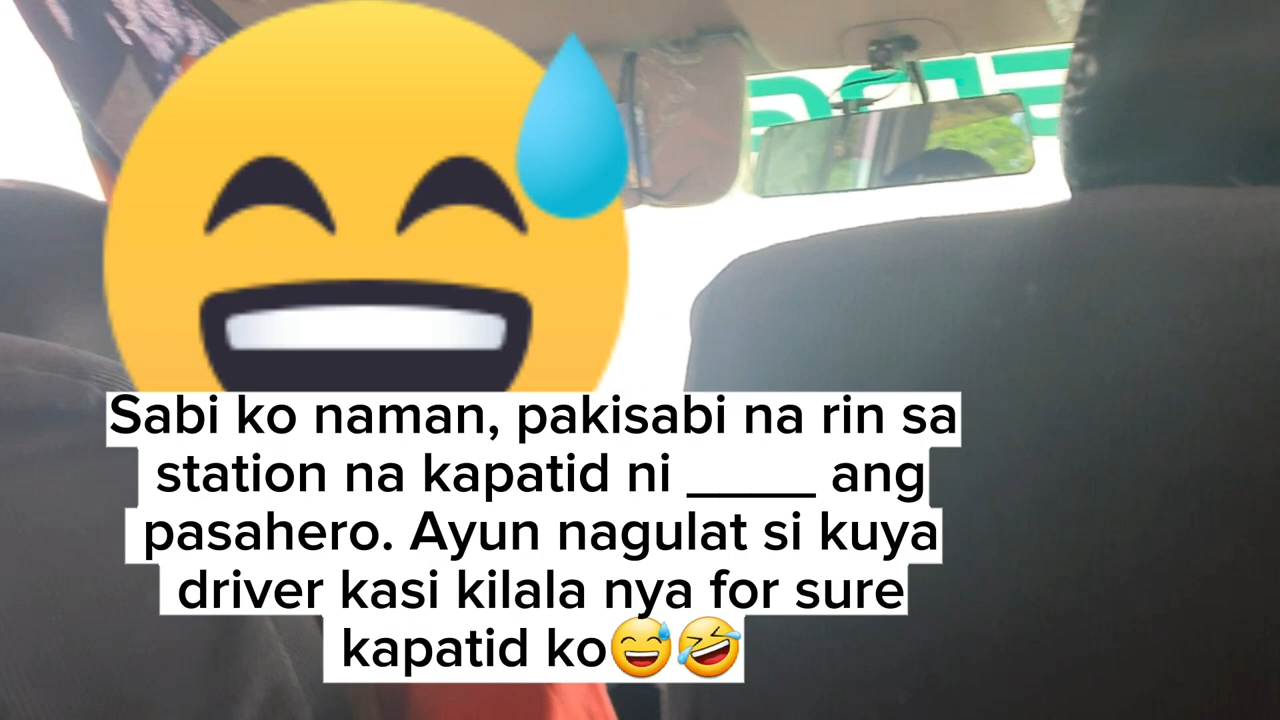 Sabi ko naman, pakisabi na rin sa
station na kapatid ni ____ ang
pasahero. Ayun nagulat si kuya
driver kasi kilala nya for sure
kapatid ko😅🤣